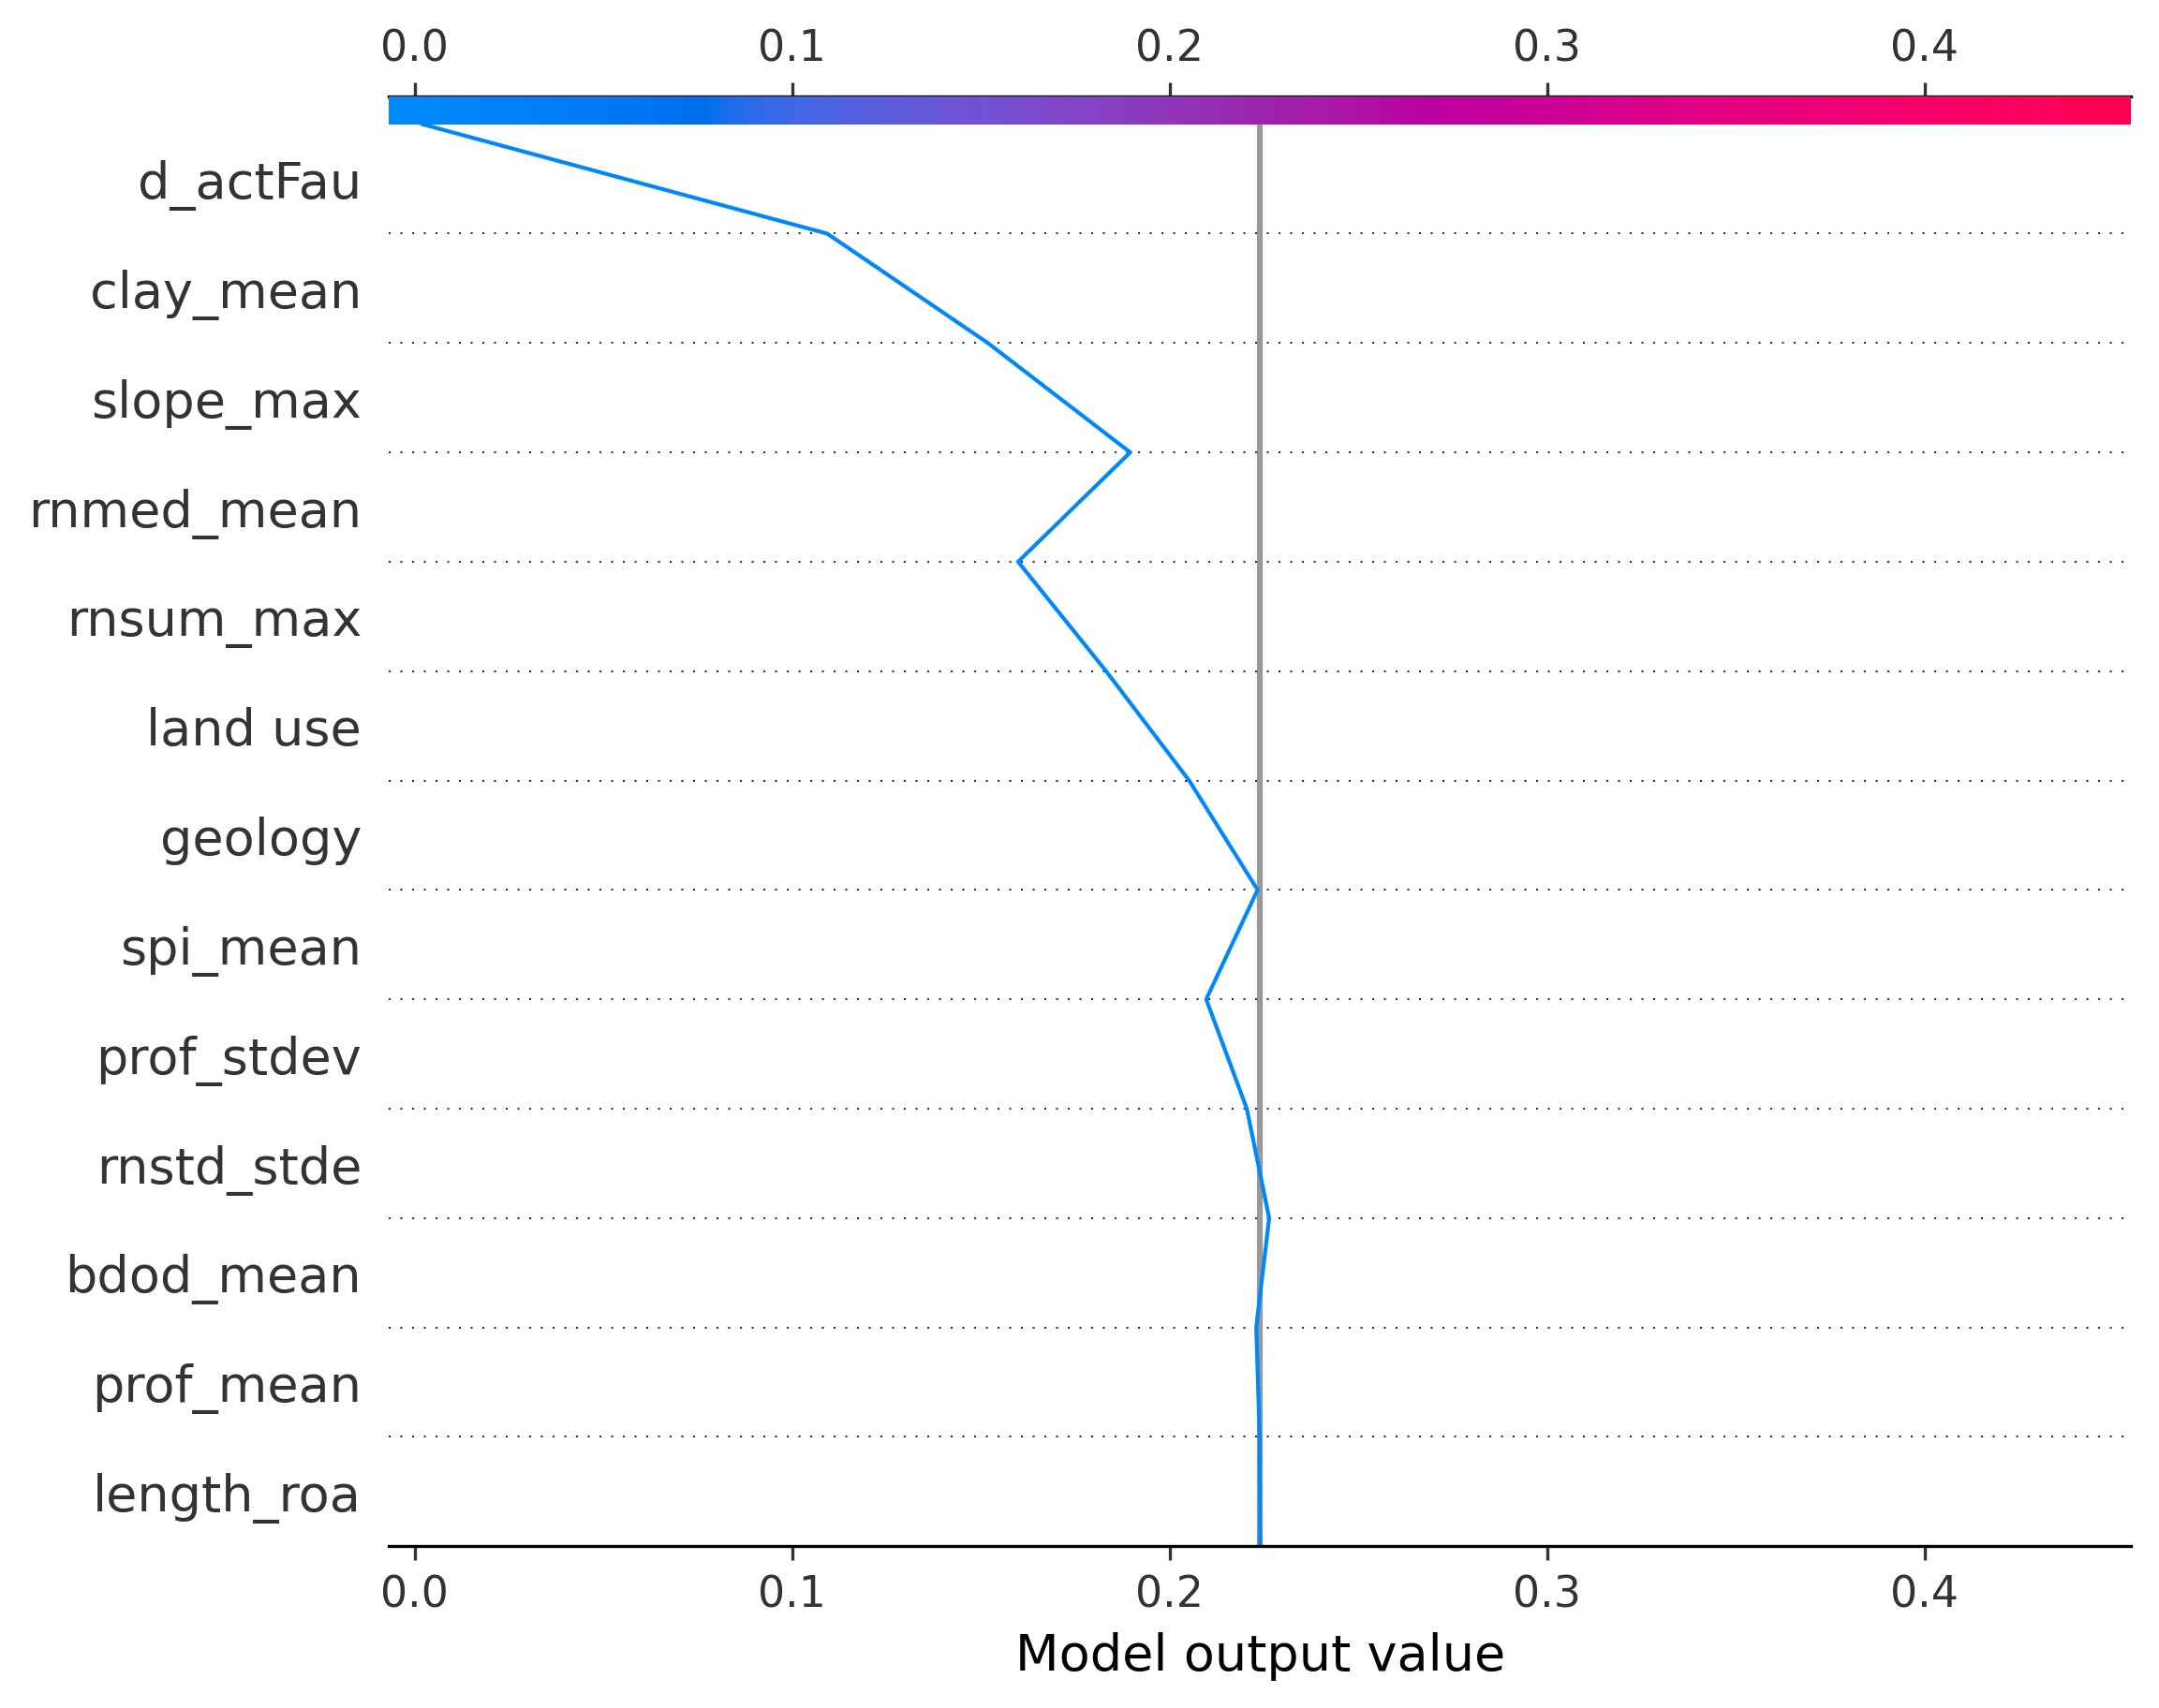 0.0 0.1 0.2 0.3 0.4
d_actFau
clay_mean
slope_max
rnmed_mean
rnsum_max
land use
geology
spi_mean
prof_stdev
rnstd_stde
bdod_mean
prof_mean
length_roa
0.0 0.1 0.2 0.3 0.4
Model output value